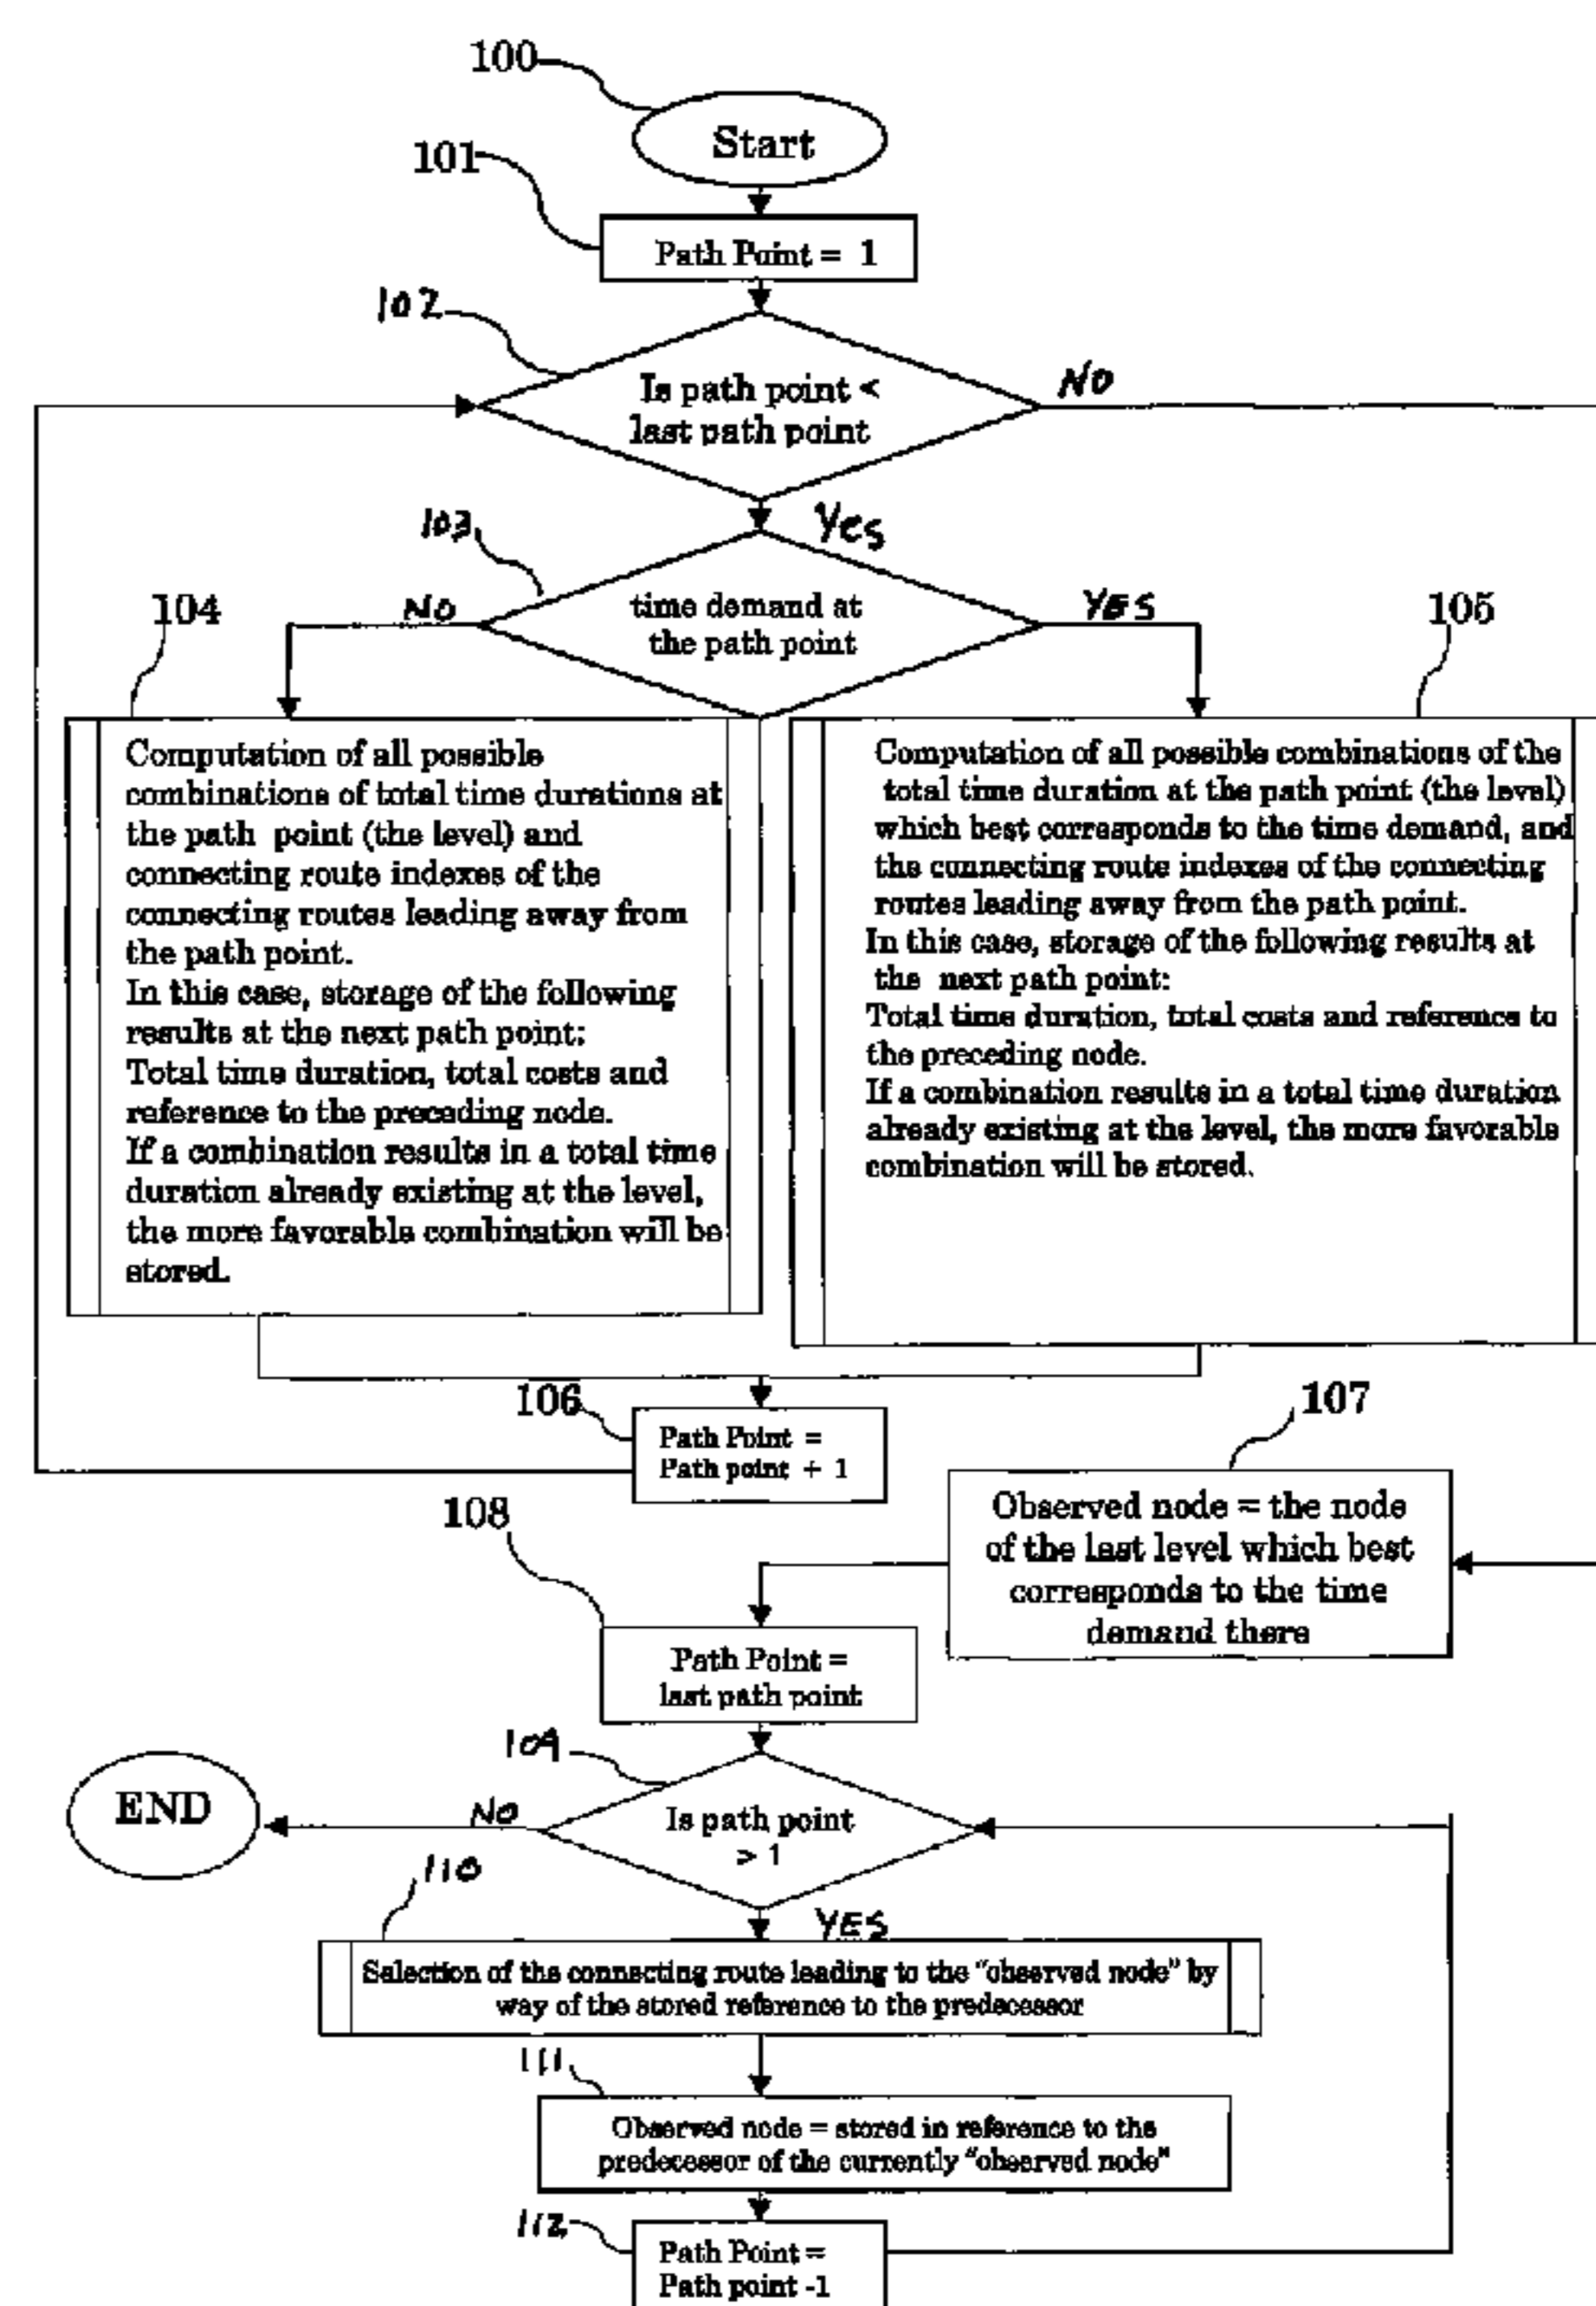 100
Start
101
Path Point = 1
102
Is path point <
last path point
NO
Yes
103
time demand at
the path point
NO
YES
104
105
Computation of all possible
combinations of total time durations at
the path point (the level) and
connecting route indexes of the
connecting routes leading away from
the path point.
In this case, storage of the following
results at the next path point:
Total time duration, total costs and
reference to the preceding node.
If a combination results in a total time
duration already existing at the level,
the more favorable combination will be
stored.
Computation of all possible combinations of the
total time duration at the path point (the level)
which best corresponds to the time demand, and
the connecting route indexes of the connecting
routes leading away from the path point.
In this case, storage of the following results at
the next path point:
Total time duration, total costs and reference to
the preceding node.
If a combination results in a total time duration
already existing at the level, the more favorable
combination will be stored.
106
Path Point =
Path point + 1
107
Observed node = the node
of the last level which best
corresponds to the time
demand there
108
Path Point =
last path point
109
Is path point
> 1
NO
END
YES
110
Selection of the connecting route leading to the "observed node" by
way of the stored reference to the predecessor
111
Observed node = stored in reference to the
predecessor of the currently "observed node"
112
Path Point =
Path point -1